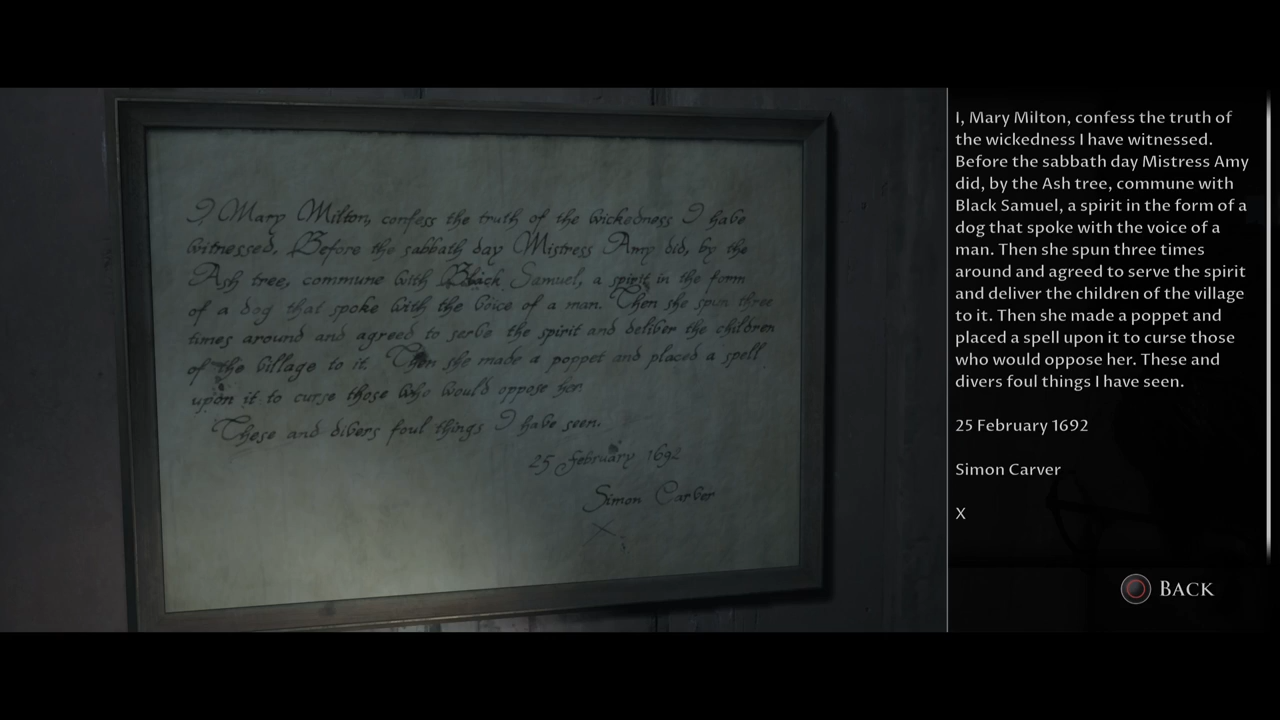 I Mary Milton, confess the truth of the wickedness I have
witnessed. Before the sabbath day Mistress Amy did, by the
Ash tree, commune with Black Samuel, a spirit in the form
of a dog that spoke with the voice of a man. Then she spun three
times around and agreed to serve the spirit and deliver the children
of the village to it. Then she made a poppet and placed a spell
upon it to curse those who would oppose her.
These and divers foul things I have seen.
25 February 1692
Simon Carver
X
I, Mary Milton, confess the truth of
the wickedness I have witnessed.
Before the sabbath day Mistress Amy
did, by the Ash tree, commune with
Black Samuel, a spirit in the form of a
dog that spoke with the voice of a
man. Then she spun three times
around and agreed to serve the spirit
and deliver the children of the village
to it. Then she made a poppet and
placed a spell upon it to curse those
who would oppose her. These and
divers foul things I have seen.
25 February 1692
Simon Carver
X
BACK